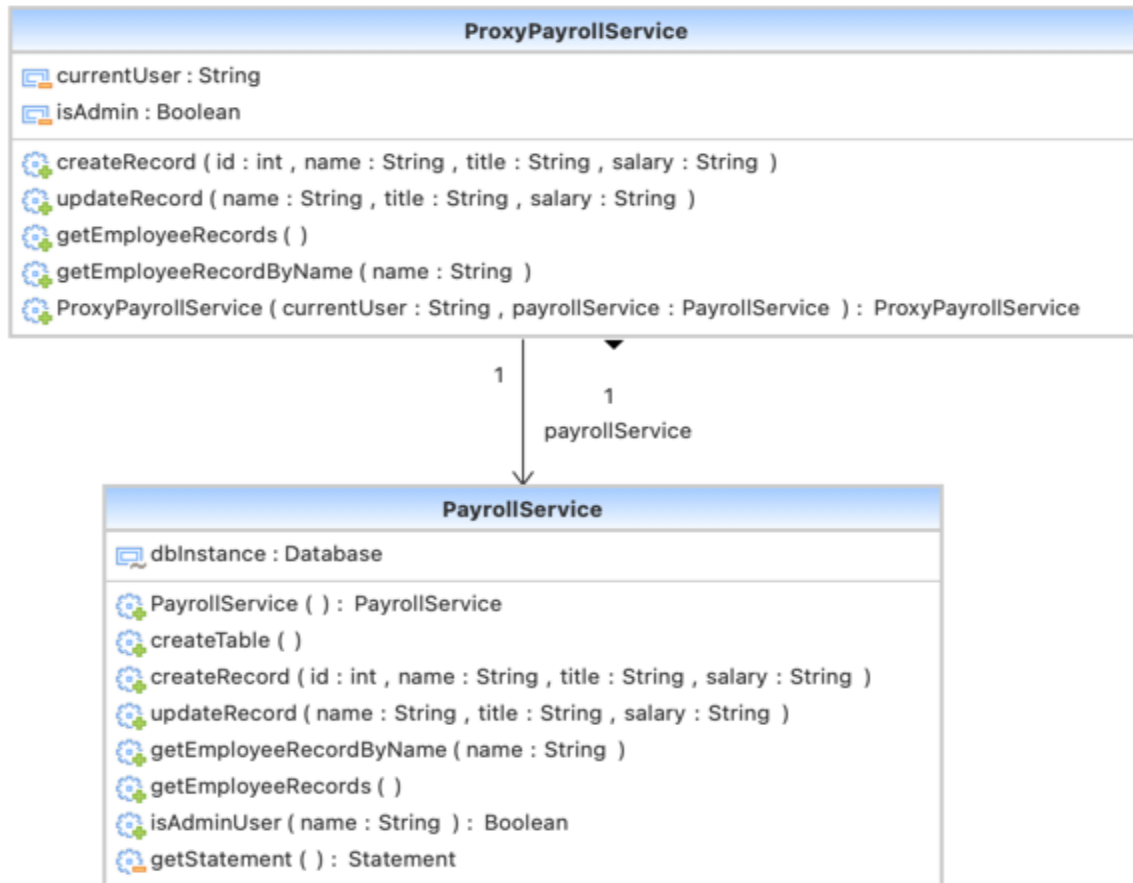 ProxyPayrollService
currentUser : String
isAdmin : Boolean
createRecord ( id : int , name : String , title : String , salary : String )
updateRecord ( name : String , title : String , salary : String )
getEmployeeRecords ( )
getEmployeeRecordByName ( name : String )
ProxyPayrollService ( currentUser : String , payrollService : PayrollService ) : ProxyPayrollService
1
1
payrollService
PayrollService
dbInstance : Database
PayrollService ( ) : PayrollService
createTable ( )
createRecord ( id : int , name : String , title : String , salary : String )
updateRecord ( name : String , title : String , salary : String )
getEmployeeRecordByName ( name : String )
getEmployeeRecords ( )
isAdminUser ( name : String ) : Boolean
getStatement ( ) : Statement